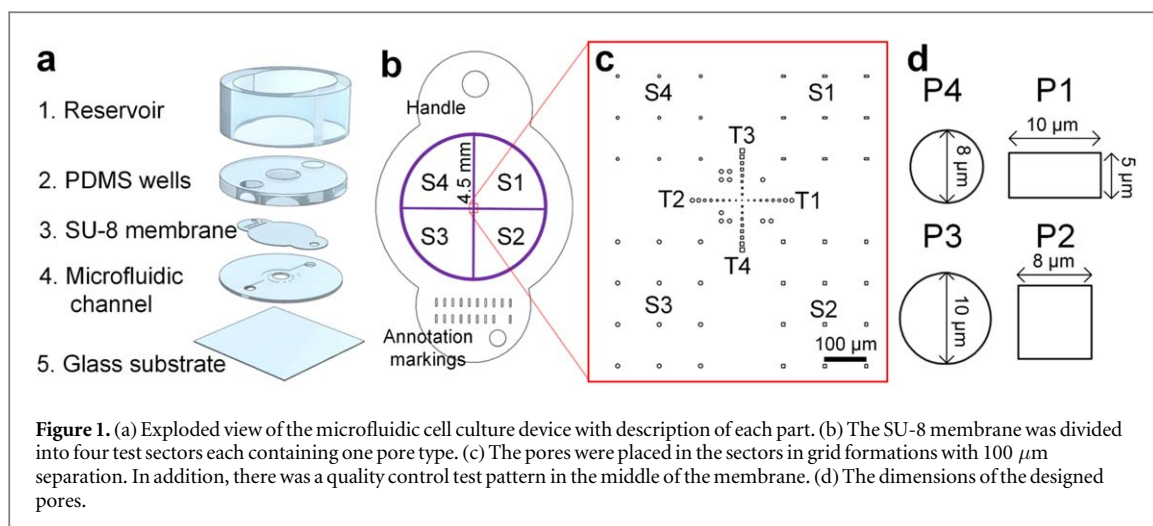 a
1. Reservoir
2. PDMS wells
3. SU-8 membrane
4. Microfluidic
channel
5. Glass substrate
b
Handle
4.5 mm
S4
S1
S3
S2
Annotation
markings
c
S4
S1
T3
T2
T1
T4
S3
S2
100 μm
d
P4
P1
10 μm
8 μm
5 μm
P3
P2
8 μm
10 μm
Figure 1. (a) Exploded view of the microfluidic cell culture device with description of each part. (b) The SU-8 membrane was divided
into four test sectors each containing one pore type. (c) The pores were placed in the sectors in grid formations with 100 μm
separation. In addition, there was a quality control test pattern in the middle of the membrane. (d) The dimensions of the designed
pores.